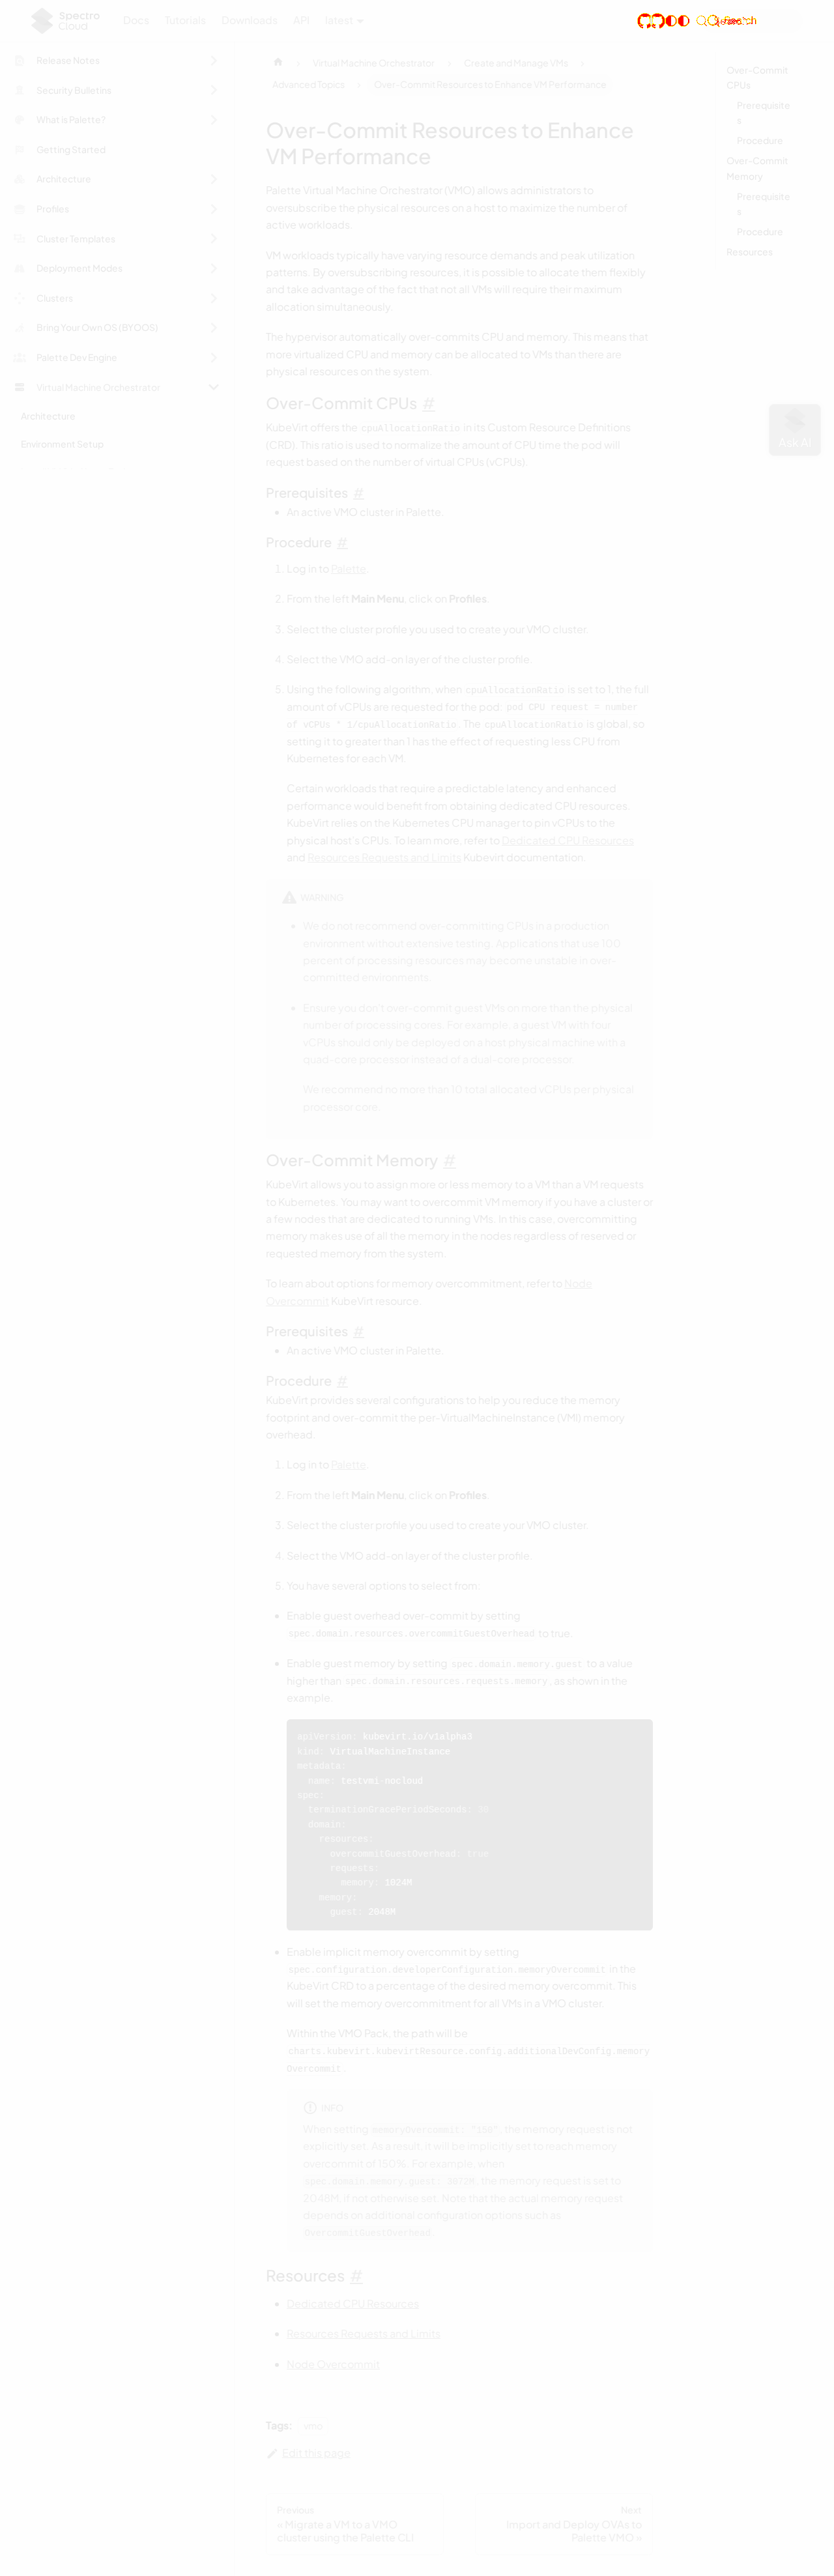 Spectro
Cloud
Docs
Tutorials
Downloads
API
latest
Release Notes
Security Bulletins
What is Palette?
Getting Started
Architecture
Profiles
Cluster Templates
Deployment Modes
Clusters
Bring Your Own OS (BYOOS)
Palette Dev Engine
Virtual Machine Orchestrator
Architecture
Environment Setup
Virtual Machine Orchestrator
Create and Manage VMs
Advanced Topics
Over-Commit Resources to Enhance VM Performance
Over-Commit Resources to Enhance
VM Performance
Palette Virtual Machine Orchestrator (VMO) allows administrators to
oversubscribe the physical resources on a host to maximize the number of
active workloads.
VM workloads typically have varying resource demands and peak utilization
patterns. By oversubscribing resources, it is possible to allocate them flexibly
and take advantage of the fact that not all VMs will require their maximum
allocation simultaneously.
The hypervisor automatically over-commits CPU and memory. This means that
more virtualized CPU and memory can be allocated to VMs than there are
physical resources on the system.
Over-Commit CPUs #
KubeVirt offers the cpuAllocationRatio in its Custom Resource Definitions
(CRD). This ratio is used to normalize the amount of CPU time the pod will
request based on the number of virtual CPUs (vCPUs).
Prerequisites #
• An active VMO cluster in Palette.
Procedure #
1. Log in to Palette.
2. From the left Main Menu, click on Profiles.
3. Select the cluster profile you used to create your VMO cluster.
4. Select the VMO add-on layer of the cluster profile.
5. Using the following algorithm, when cpuAllocationRatio is set to 1, the full
amount of vCPUs are requested for the pod: pod CPU request = number
of vCPUs * 1/cpuAllocationRatio. The cpuAllocationRatio is global, so
setting it to greater than 1 has the effect of requesting less CPU from
Kubernetes for each VM.
Certain workloads that require a predictable latency and enhanced
performance would benefit from obtaining dedicated CPU resources.
KubeVirt relies on the Kubernetes CPU manager to pin vCPUs to the
physical host's CPUs. To learn more, refer to Dedicated CPU Resources
and Resources Requests and Limits Kubevirt documentation.
WARNING
• We do not recommend over-committing CPUs in a production
environment without extensive testing. Applications that use 100
percent of processing resources may become unstable in over-
committed environments.
• Ensure you don't over-commit guest VMs on more than the physical
number of processing cores. For example, a guest VM with four
vCPUs should only be deployed on a host physical machine with a
quad-core processor instead of a dual-core processor.
We recommend no more than 10 total allocated vCPUs per physical
processor core.
Over-Commit Memory #
KubeVirt allows you to assign more or less memory to a VM than a VM requests
to Kubernetes. You may want to overcommit VM memory if you have a cluster or
a few nodes that are dedicated to running VMs. In this case, overcommitting
memory makes use of all the memory in the nodes regardless of reserved or
requested memory from the system.
To learn about options for memory overcommitment, refer to Node
Overcommit KubeVirt resource.
Prerequisites #
• An active VMO cluster in Palette.
Procedure #
KubeVirt provides several configurations to help you reduce the memory
footprint and over-commit the per-VirtualMachineInstance (VMI) memory
overhead.
1. Log in to Palette.
2. From the left Main Menu, click on Profiles.
3. Select the cluster profile you used to create your VMO cluster.
4. Select the VMO add-on layer of the cluster profile.
5. You have several options to select from:
• Enable guest overhead over-commit by setting
spec.domain.resources.overcommitGuestOverhead to true.
• Enable guest memory by setting spec.domain.memory.guest to a value
higher than spec.domain.resources.requests.memory, as shown in the
example.
apiVersion: kubevirt.io/v1alpha3
kind: VirtualMachineInstance
metadata:
name: testvmi-nocloud
spec:
terminationGracePeriodSeconds: 30
domain:
resources:
overcommitGuestOverhead: true
requests:
memory: 1024M
memory:
guest: 2048M
• Enable implicit memory overcommit by setting
spec.configuration.developerConfiguration.memoryOvercommit in the
KubeVirt CRD to a percentage of the desired memory overcommit. This
will set the memory overcommitment for all VMs in a VMO cluster.
Within the VMO Pack, the path will be
charts.kubevirt.kubevirtResource.config.additionalDevConfig.memory
Overcommit.
INFO
When setting memoryOvercommit: "150", the memory request is not
explicitly set. As a result, it will be implicitly set to reach memory
overcommit of 150%. For example, when
spec.domain.memory.guest: 3072M, the memory request is set to
2048M, if not otherwise set. Note that the actual memory request
depends on additional configuration options such as
OvercommitGuestOverhead.
Resources #
• Dedicated CPU Resources
• Resources Requests and Limits
• Node Overcommit
Tags: vmo
Edit this page
Previous
« Migrate a VM to a VMO
cluster using the Palette CLI
Next
Import and Deploy OVAs to
Palette VMO »
Over-Commit
CPUs
Prerequisite
s
Procedure
Over-Commit
Memory
Prerequisite
s
Procedure
Resources
Ask AI